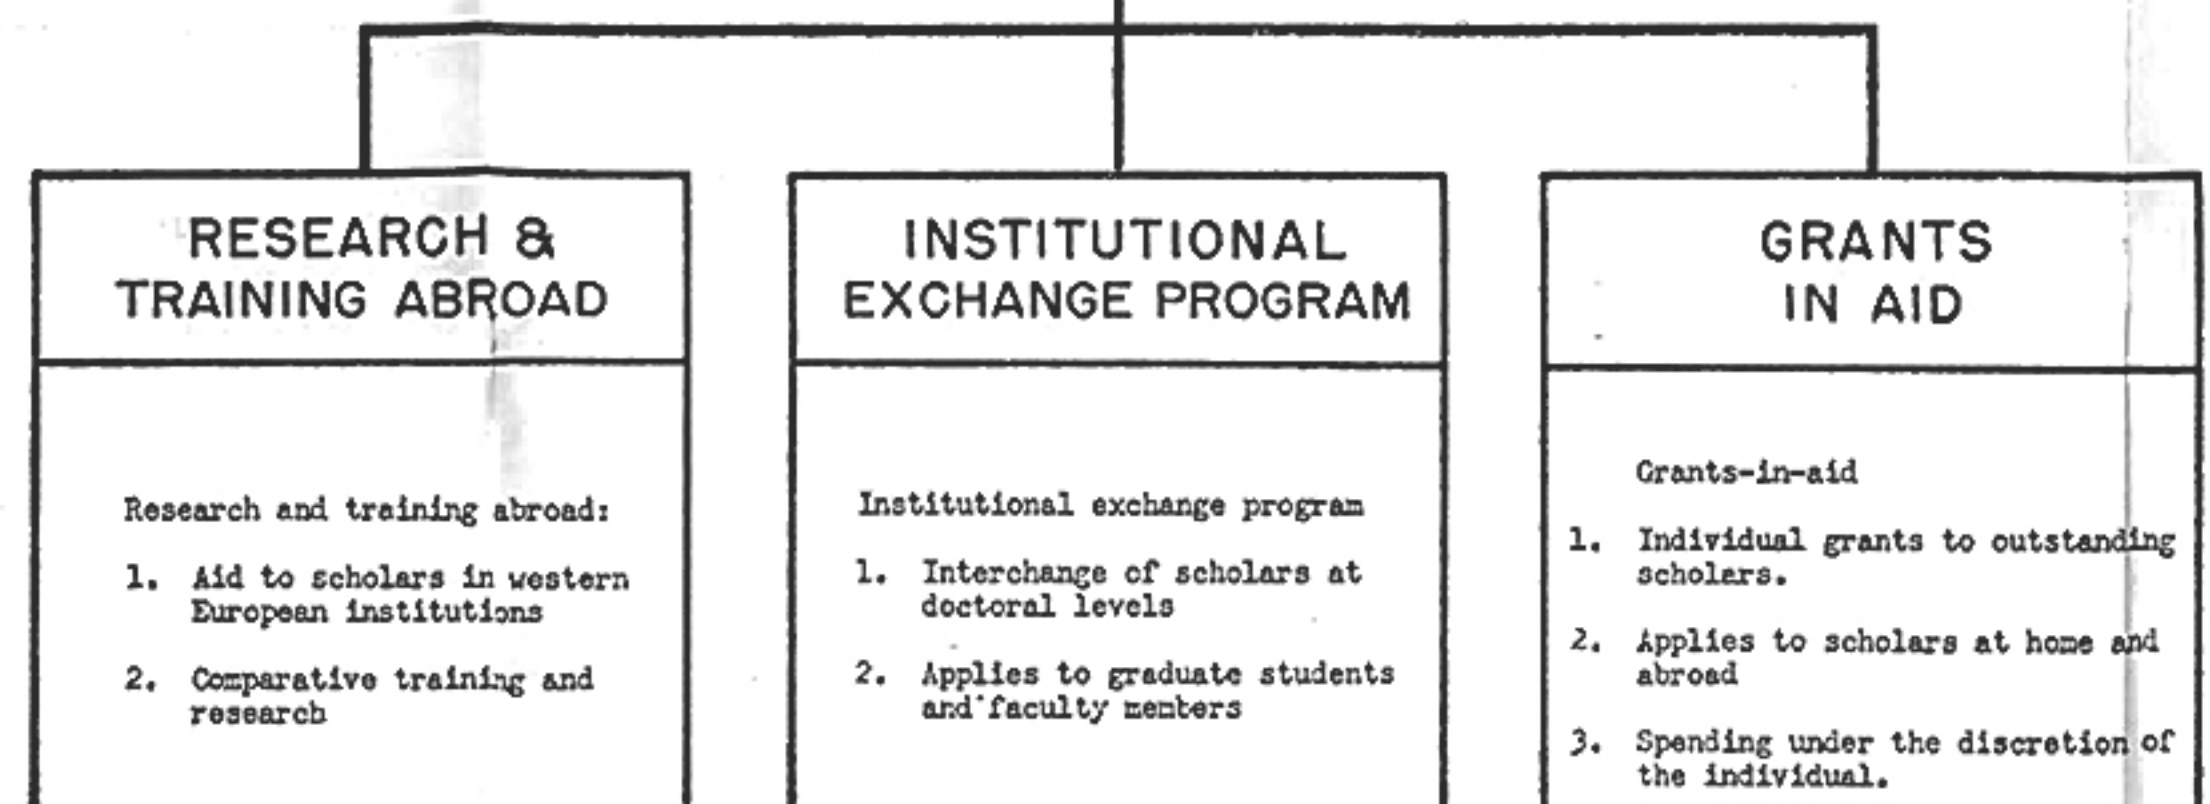 RESEARCH &
TRAINING ABROAD
Research and training abroad:
1. Aid to scholars in western
European institutions
2. Comparative training and
research
INSTITUTIONAL
EXCHANGE PROGRAM
Institutional exchange program
1. Interchange of scholars at
doctoral levels
2. Applies to graduate students
and faculty members
GRANTS
IN AID
Grants-in-aid
1. Individual grants to outstanding
scholars.
2. Applies to scholars at home and
abroad
3. Spending under the discretion of
the individual.